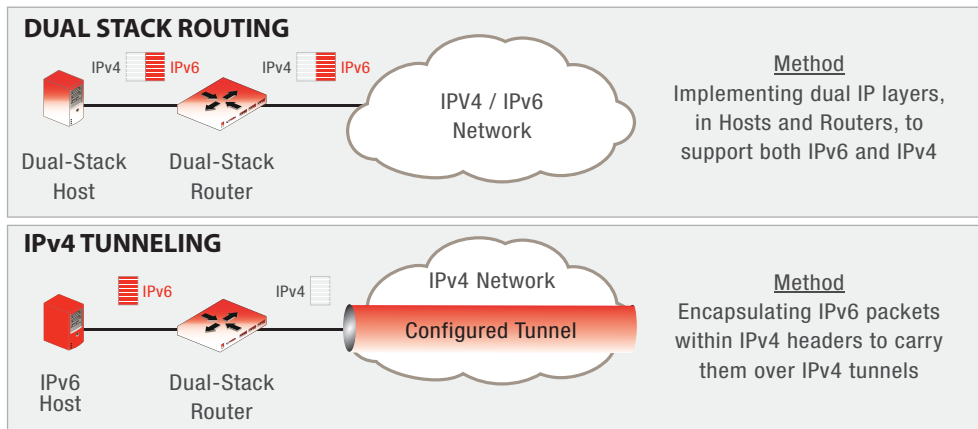 DUAL STACK ROUTING
IPv4 IPv6 IPv4 IPv6
IPV4 / IPv6
Network
Dual-Stack
Host
Dual-Stack
Router
Method
Implementing dual IP layers,
in Hosts and Routers, to
support both IPv6 and IPv4
IPv4 TUNNELING
IPv6 IPv4
IPv4 Network
Configured Tunnel
IPv6
Host
Dual-Stack
Router
Method
Encapsulating IPv6 packets
within IPv4 headers to carry
them over IPv4 tunnels